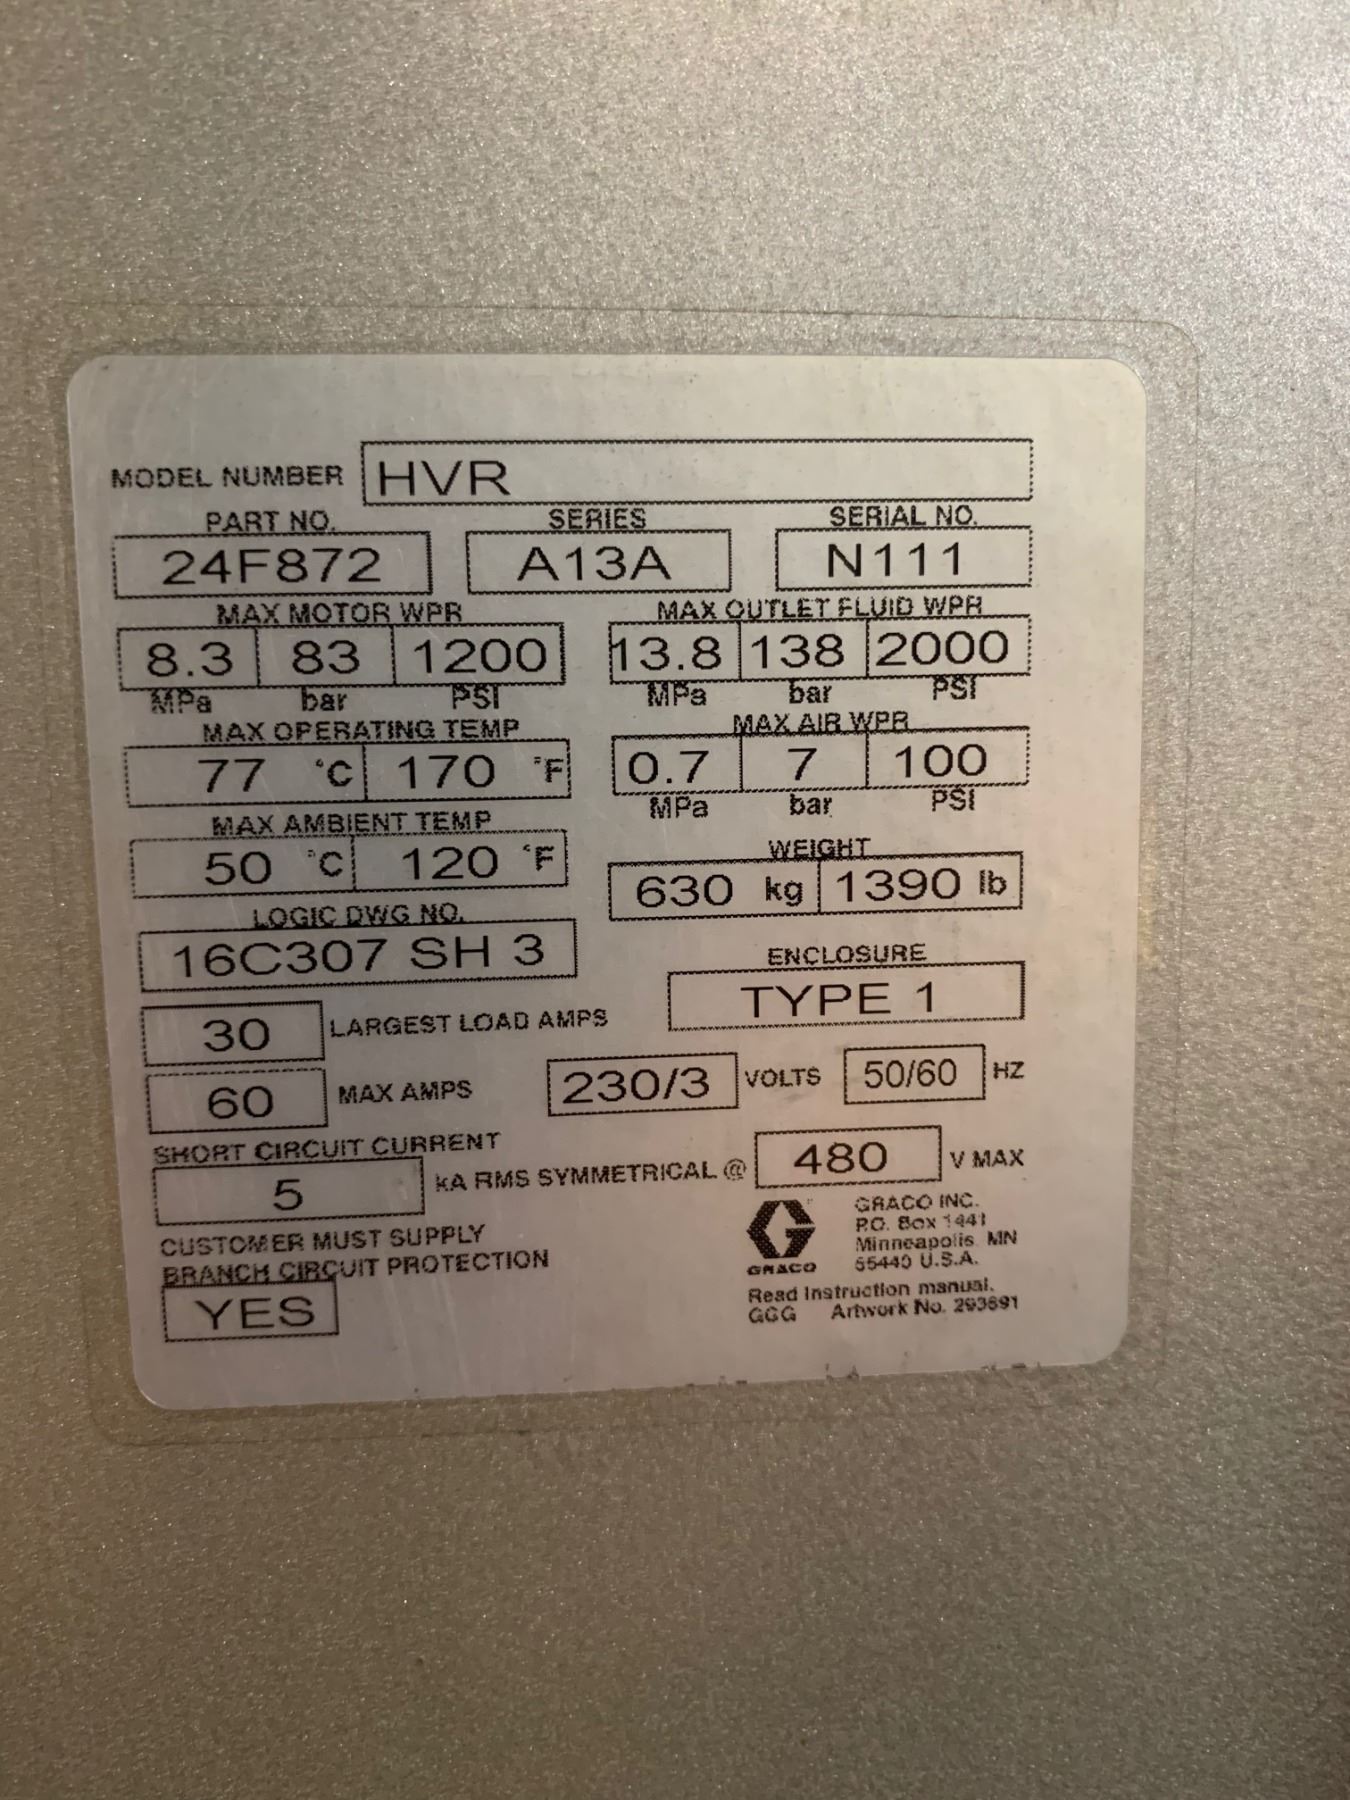 MODEL NUMBER HVR
PART NO. SERIES SERIAL NO.
24F872 A13A N111
MAX MOTOR WPR MAX OUTLET FLUID WPR
8.3 83 1200 13.8 138 2000
MPa bar PSI MPa bar PSI
MAX OPERATING TEMP MAX AIR WPR
77 °C 170 °F 0.7 7 100
MPa bar PSI
MAX AMBIENT TEMP WEIGHT
50 °C 120 °F 630 kg 1390 lb
LOGIC DWG NO. ENCLOSURE
16C307 SH 3 TYPE 1
30 LARGEST LOAD AMPS
60 MAX AMPS 230/3 VOLTS 50/60 HZ
SHORT CIRCUIT CURRENT
5 kA RMS SYMMETRICAL @ 480 V MAX
CUSTOMER MUST SUPPLY
BRANCH CIRCUIT PROTECTION
YES
GRACO
GRACO INC.
P.O. Box 1441
Minneapolis, MN
55440 U.S.A.
Read Instruction manual.
GGG Artwork No. 293691